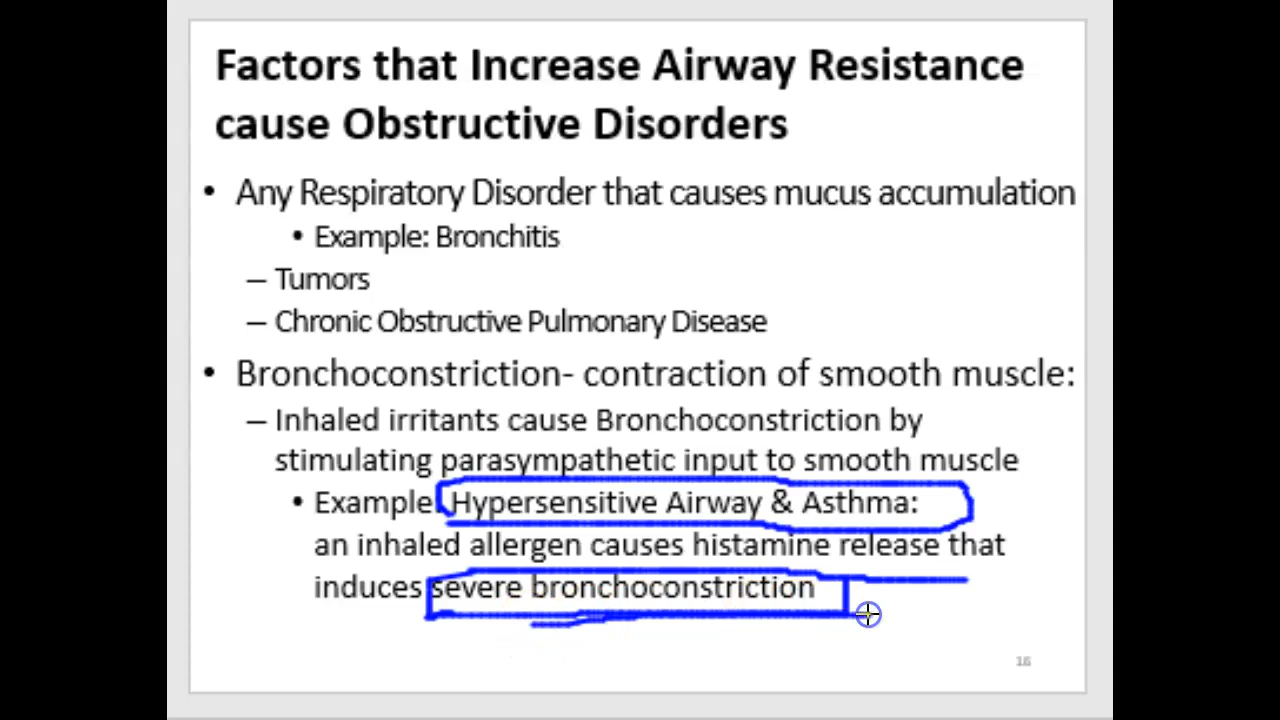 Factors that Increase Airway Resistance
cause Obstructive Disorders
• Any Respiratory Disorder that causes mucus accumulation
• Example: Bronchitis
– Tumors
– Chronic Obstructive Pulmonary Disease
• Bronchoconstriction- contraction of smooth muscle:
– Inhaled irritants cause Bronchoconstriction by
stimulating parasympathetic input to smooth muscle
• Example: Hypersensitive Airway & Asthma:
an inhaled allergen causes histamine release that
induces severe bronchoconstriction
16